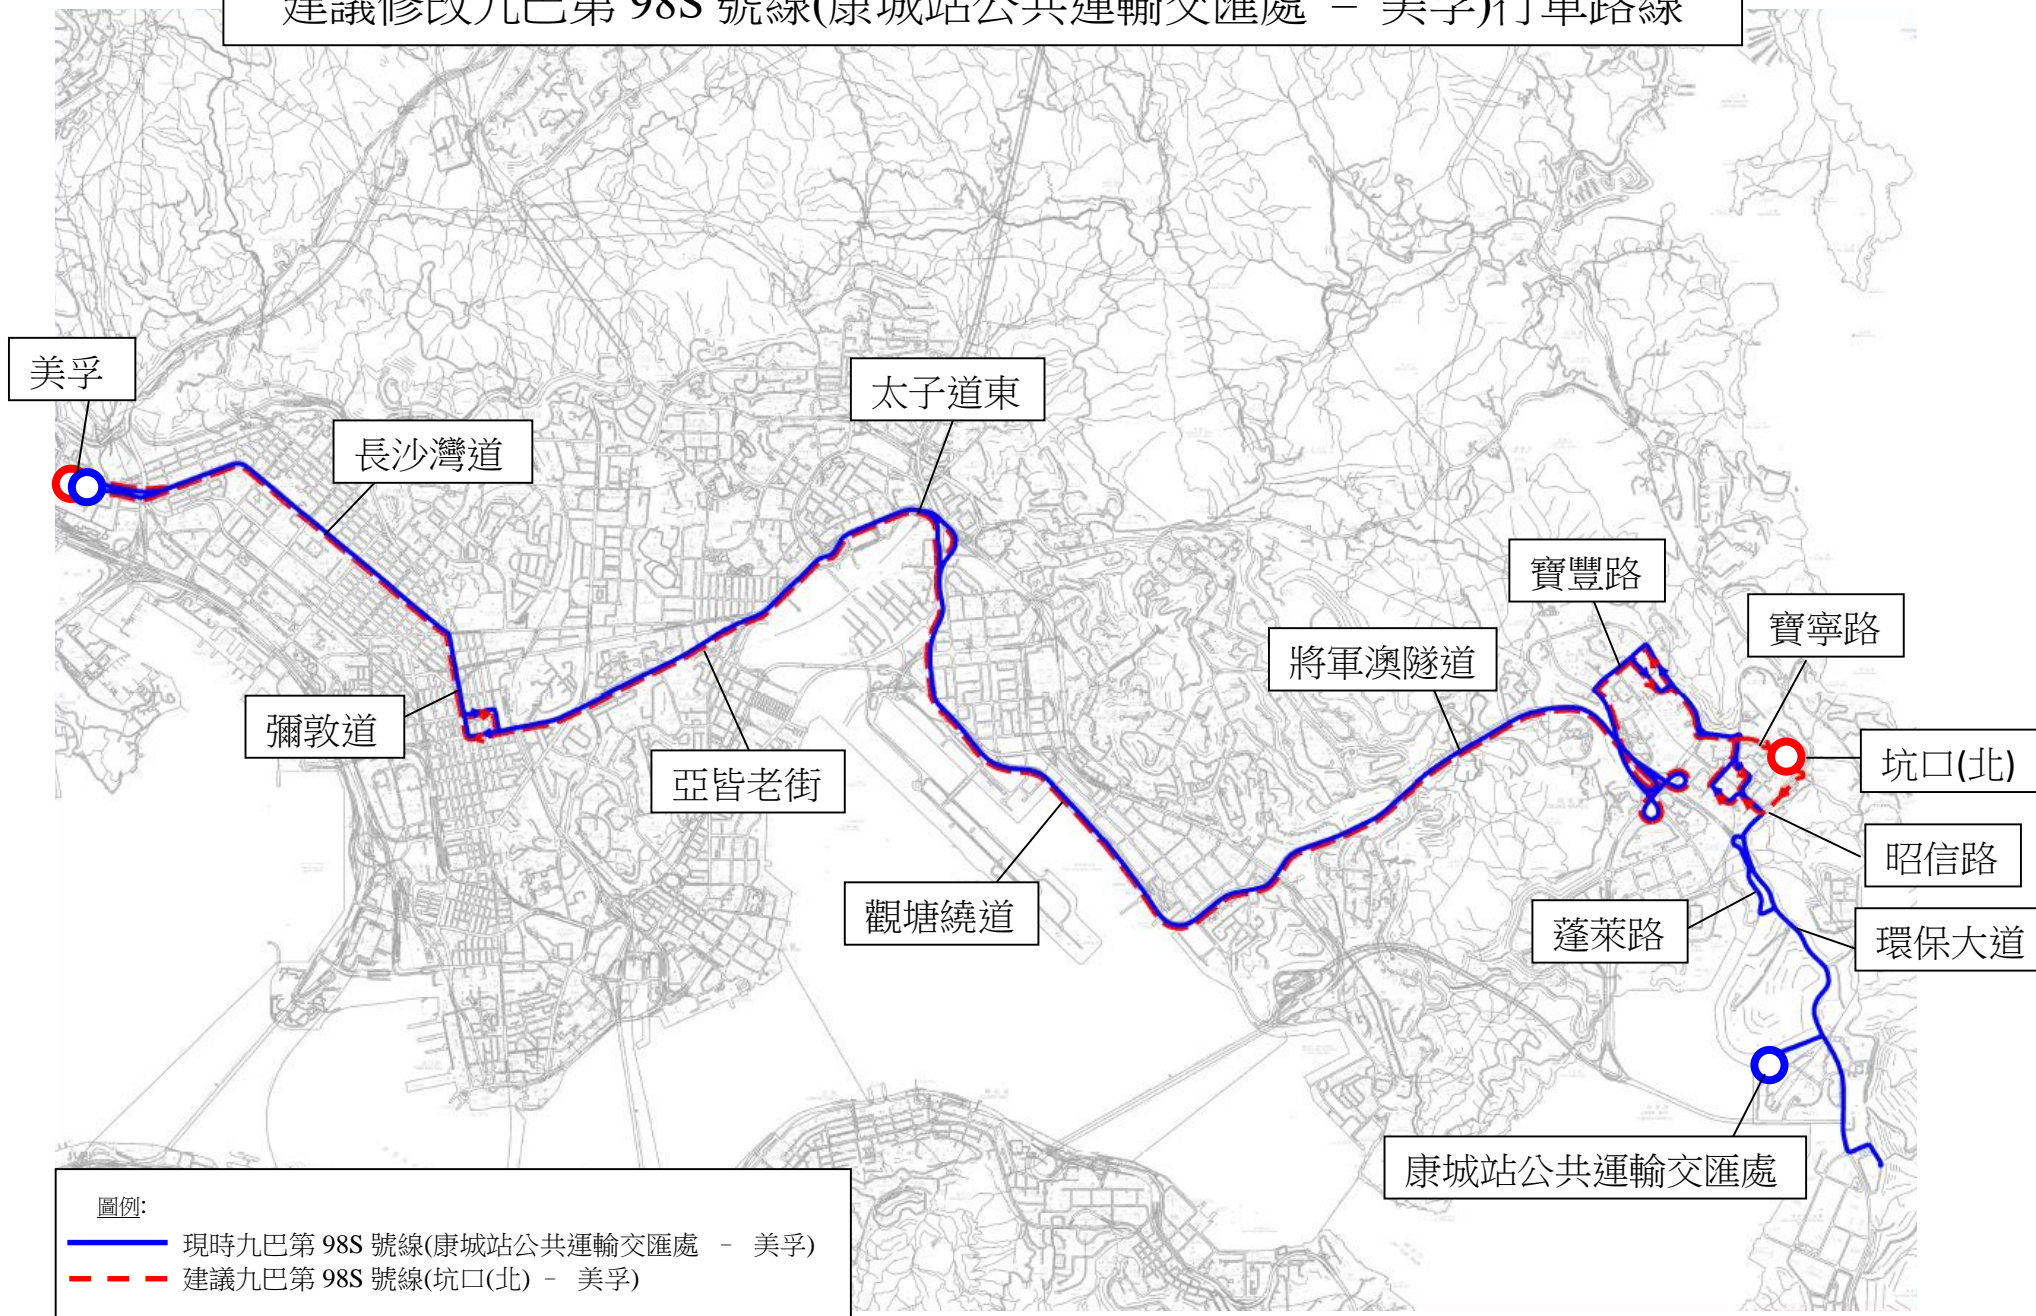 建議修改九巴第 98S 號線(康城站公共運輸交匯處 – 美孚)行車路線
美孚
太子道東
長沙灣道
寶豐路
寶寧路
將軍澳隧道
彌敦道
坑口(北)
亞皆老街
昭信路
觀塘繞道
蓬萊路
環保大道
康城站公共運輸交匯處
圖例:
現時九巴第 98S 號線(康城站公共運輸交匯處 – 美孚)
建議九巴第 98S 號線(坑口(北) – 美孚)